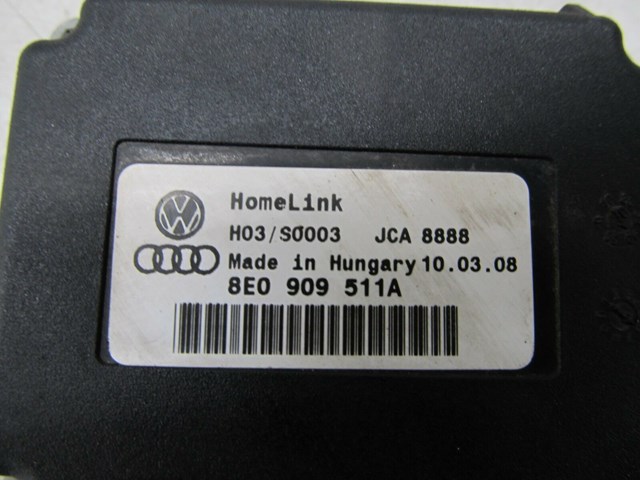 HomeLink
H03/S0003 JCA 8888
Made in Hungary 10.03.08
8E0 909 511A